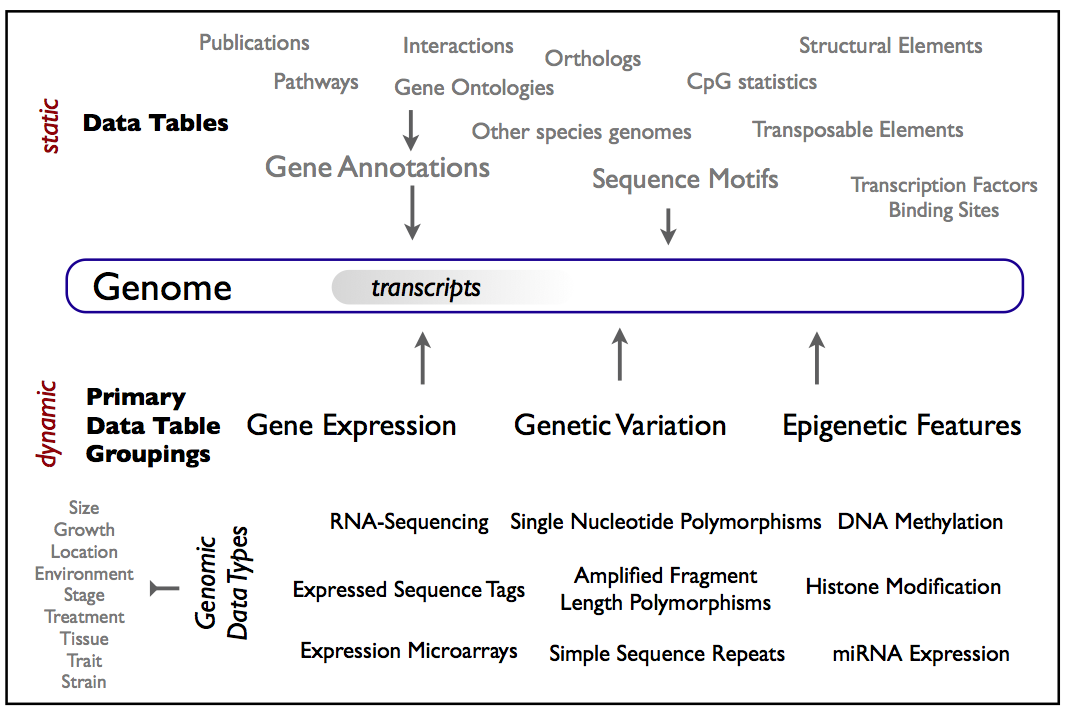 Publications
Interactions
Orthologs
Structural Elements
Pathways
Gene Ontologies
CpG statistics
static
Data Tables
Other species genomes
Transposable Elements
Gene Annotations
Sequence Motifs
Transcription Factors
Binding Sites
Genome
transcripts
dynamic
Primary
Data Table
Groupings
Gene Expression
Genetic Variation
Epigenetic Features
Size
Growth
Location
Environment
Stage
Treatment
Tissue
Trait
Strain
Genomic
Data Types
RNA-Sequencing
Single Nucleotide Polymorphisms
DNA Methylation
Expressed Sequence Tags
Amplified Fragment
Length Polymorphisms
Histone Modification
Expression Microarrays
Simple Sequence Repeats
miRNA Expression